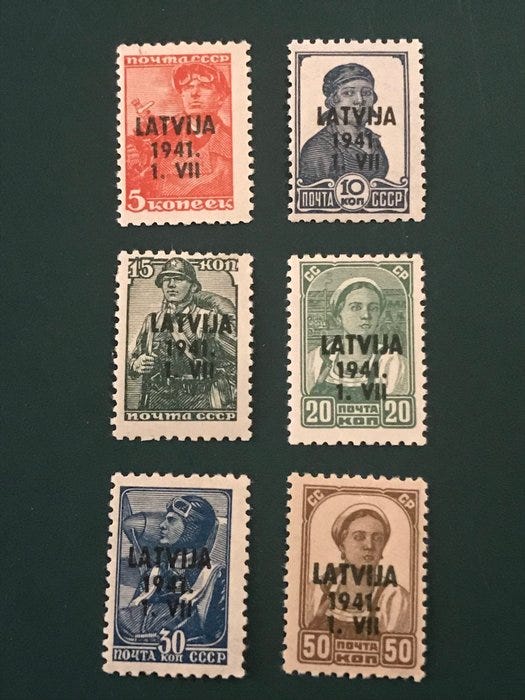 ПОЧТА СССР
LATVIJA
1941.
1. VII
5 КОПЕЕК
LATVIJA
1941.
1. VII
10
ПОЧТА КОП СССР
15 КОП
LATVIJA
1941.
1. VII
ПОЧТА СССР
СС СР
LATVIJA
1941.
1. VII
20 ПОЧТА 20
КОП
LATVIJA
1941.
1. VII
30
ПОЧТА КОП СССР
СС СР
LATVIJA
1941.
1. VII
50 ПОЧТА 50
КОП